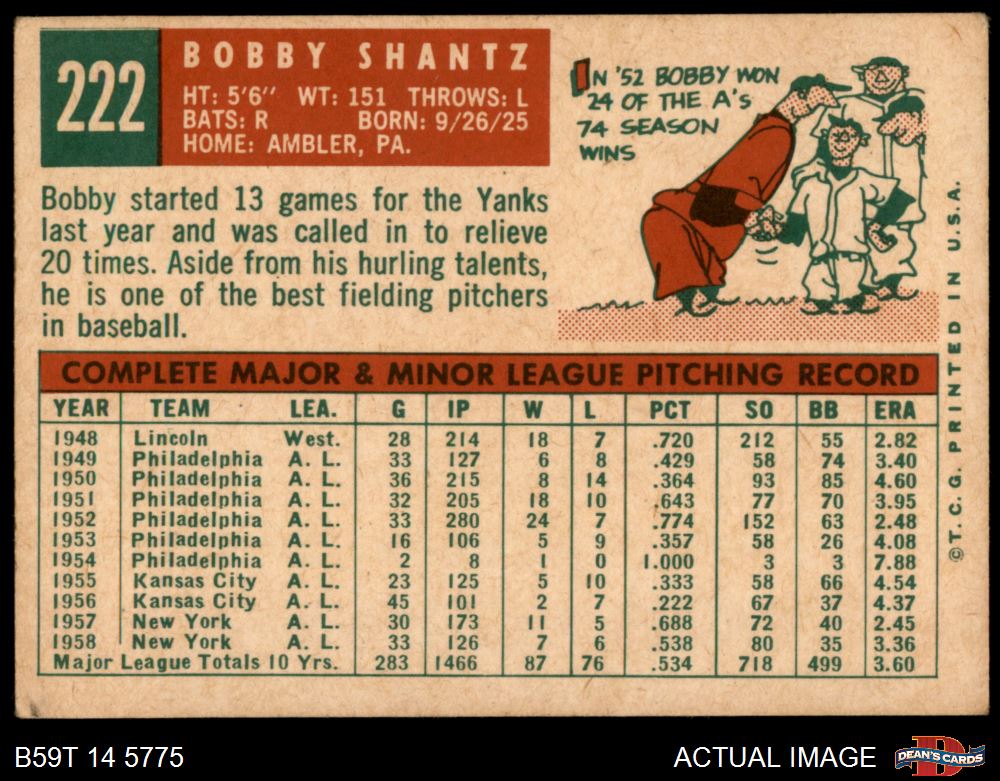 222
BOBBY SHANTZ
HT: 5'6" WT: 151 THROWS: L
BATS: R BORN: 9/26/25
HOME: AMBLER, PA.
IN '52 BOBBY WON
24 OF THE A's
74 SEASON
WINS
Bobby started 13 games for the Yanks
last year and was called in to relieve
20 times. Aside from his hurling talents,
he is one of the best fielding pitchers
in baseball.
COMPLETE MAJOR & MINOR LEAGUE PITCHING RECORD
YEAR TEAM LEA. G IP W L PCT SO BB ERA
1948 Lincoln West. 28 214 18 7 .720 212 55 2.82
1949 Philadelphia A. L. 33 127 6 8 .429 58 74 3.40
1950 Philadelphia A. L. 36 215 8 14 .364 93 85 4.60
1951 Philadelphia A. L. 32 205 18 10 .643 77 70 3.95
1952 Philadelphia A. L. 33 280 24 7 .774 152 63 2.48
1953 Philadelphia A. L. 16 106 5 9 .357 58 26 4.08
1954 Philadelphia A. L. 2 8 1 0 1.000 3 3 7.88
1955 Kansas City A. L. 23 125 5 10 .333 58 66 4.54
1956 Kansas City A. L. 45 101 2 7 .222 67 37 4.37
1957 New York A. L. 30 173 11 5 .688 72 40 2.45
1958 New York A. L. 33 126 7 6 .538 80 35 3.36
Major League Totals 10 Yrs. 283 1466 87 76 .534 718 499 3.60
©T.C.G. PRINTED IN U.S.A.
B59T 14 5775
ACTUAL IMAGE
DEAN'S CARDS